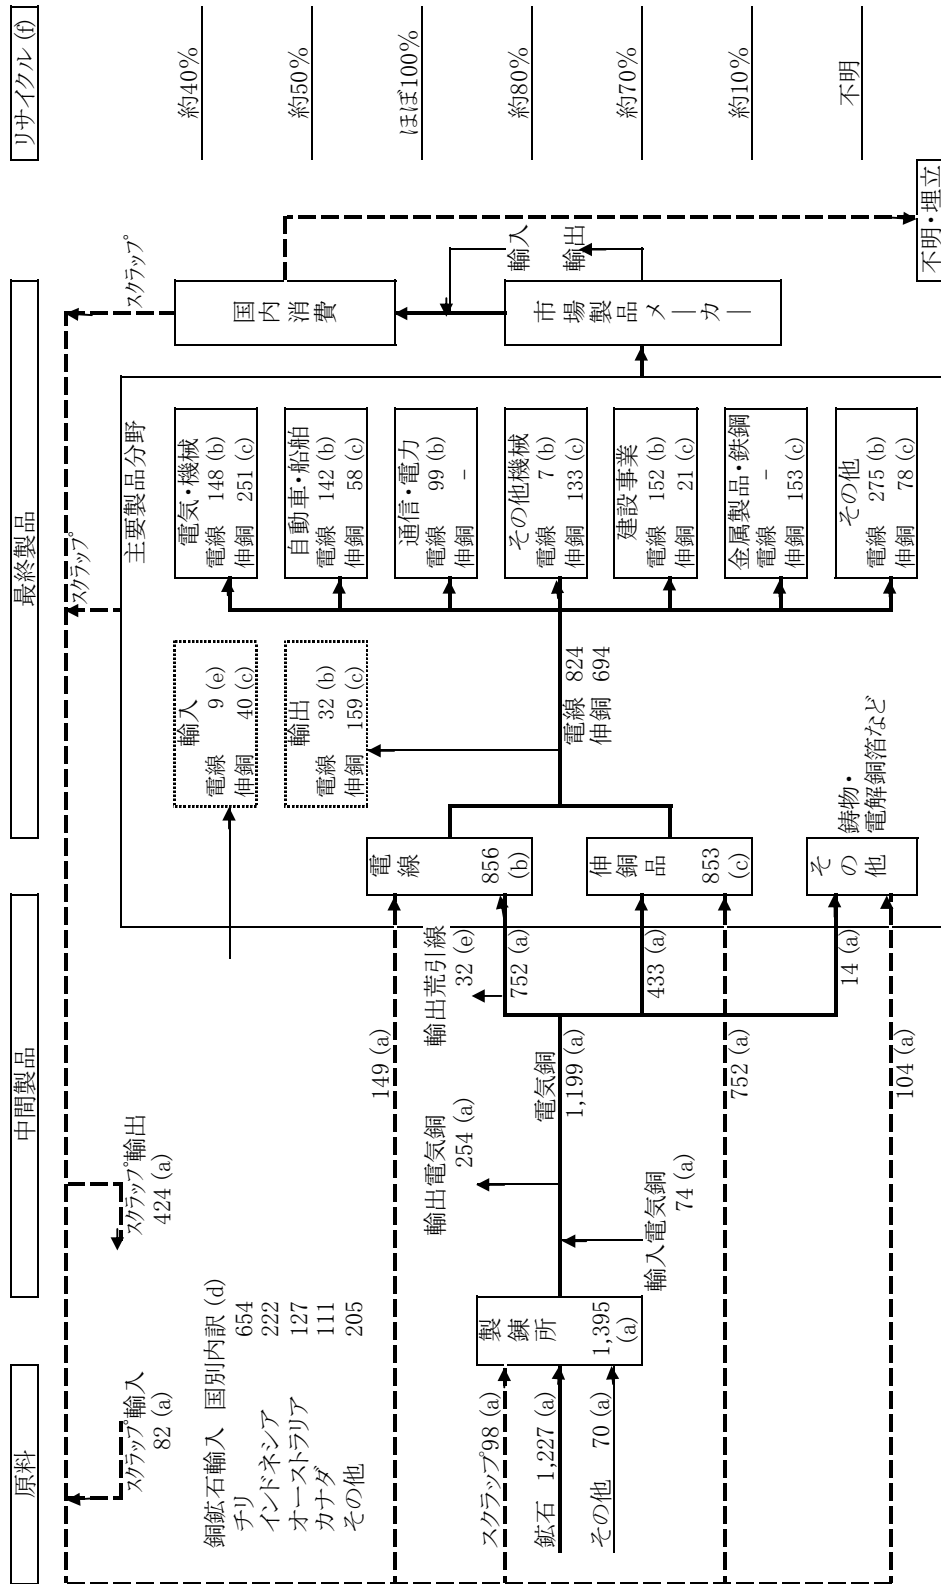 原料
中間製品
最終製品
リサイクル (f)
スクラップ輸入
82 (a)
スクラップ輸出
424 (a)
スクラップ
スクラップ
銅鉱石輸入 国別内訳 (d)
チリ 654
インドネシア 222
オーストラリア 127
カナダ 111
その他 205
スクラップ98 (a)
鉱石 1,227 (a)
その他 70 (a)
製錬所
1,395
(a)
輸出電気銅
254 (a)
輸入電気銅
74 (a)
電気銅
1,199 (a)
149 (a)
輸出荒引線
32 (e)
752 (a)
433 (a)
752 (a)
14 (a)
104 (a)
電線
856
(b)
伸銅品
853
(c)
その他
鋳物・
電解銅箔など
輸入
電線 9 (e)
伸銅 40 (c)
輸出
電線 32 (b)
伸銅 159 (c)
電線 824
伸銅 694
主要製品分野
電気・機械
電線 148 (b)
伸銅 251 (c)
自動車・船舶
電線 142 (b)
伸銅 58 (c)
通信・電力
電線 99 (b)
伸銅 -
その他機械
電線 7 (b)
伸銅 133 (c)
建設事業
電線 152 (b)
伸銅 21 (c)
金属製品・鉄鋼
電線 -
伸銅 153 (c)
その他
電線 275 (b)
伸銅 78 (c)
国内消費
輸入
輸出
市場製品メーカー
不明・埋立
約40%
約50%
ほぼ100%
約80%
約70%
約10%
不明